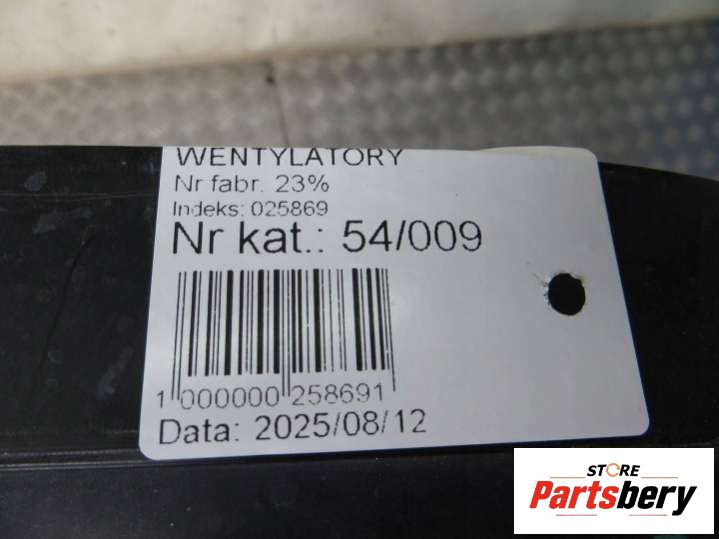 WENTYLATORY
Nr fabr. 23%
Indeks: 025869
Nr kat.: 54/009
1 000000 258691
Data: 2025/08/12
STORE
Partsbery